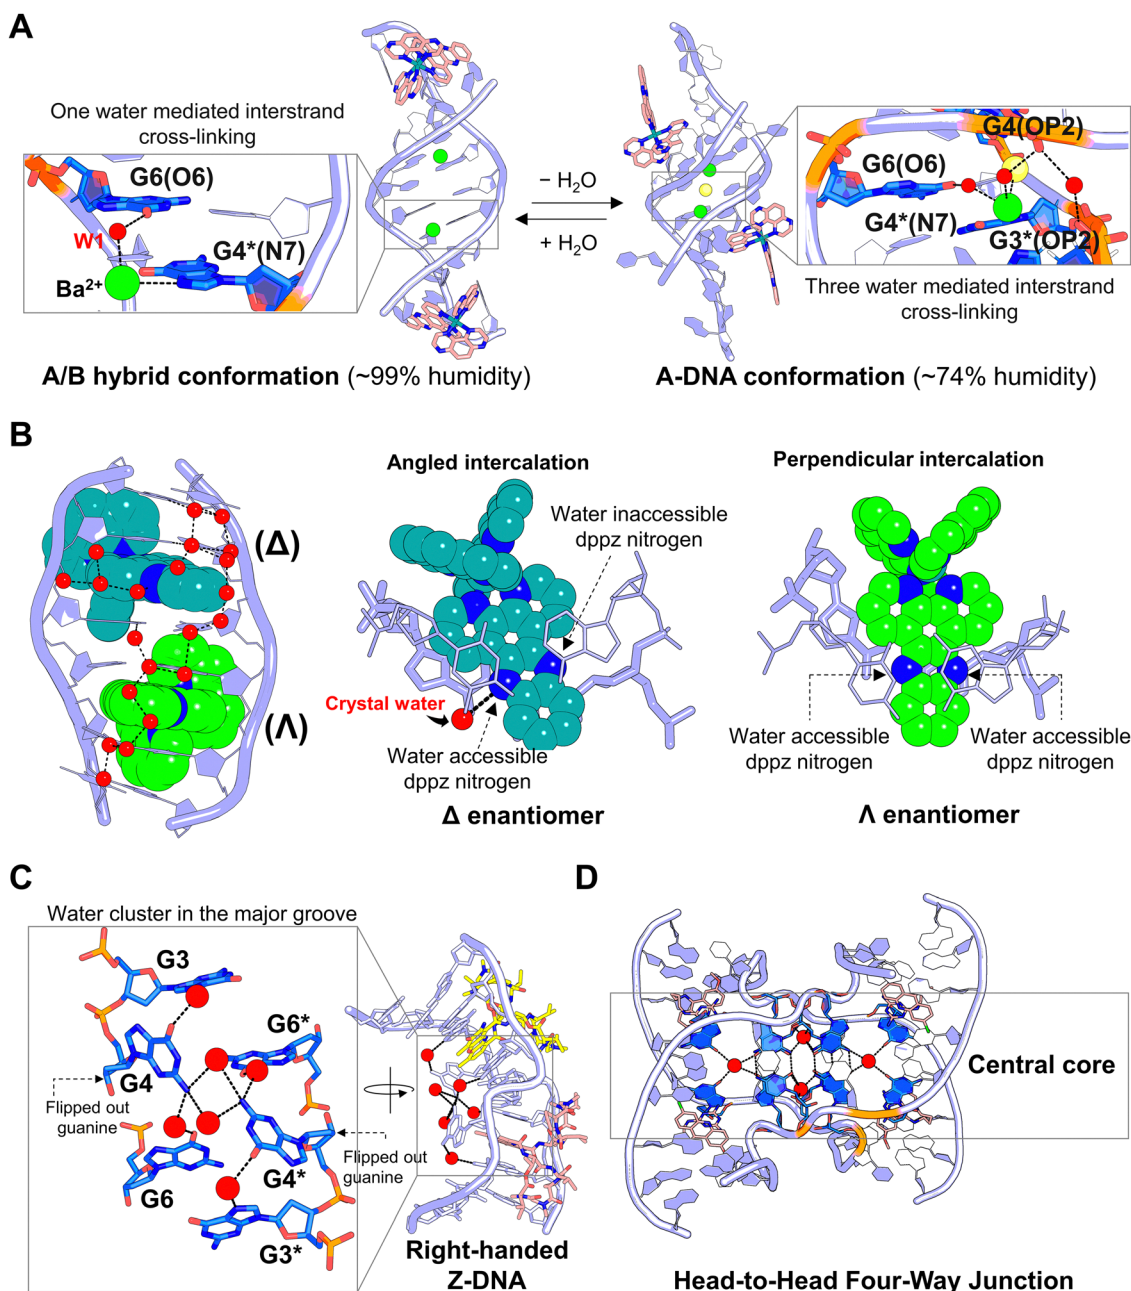 A
One water mediated interstrand
cross-linking
G6(O6)
W1
G4*(N7)
Ba²⁺
– H₂O
+ H₂O
G4(OP2)
G6(O6)
G4*(N7)
G3*(OP2)
Three water mediated interstrand
cross-linking
A/B hybrid conformation (~99% humidity)
A-DNA conformation (~74% humidity)
B
(Δ)
(Λ)
Angled intercalation
Water inaccessible
dppz nitrogen
Crystal water
Water accessible
dppz nitrogen
Δ enantiomer
Perpendicular intercalation
Water accessible
dppz nitrogen
Water accessible
dppz nitrogen
Λ enantiomer
C
Water cluster in the major groove
G3
G6*
G4
Flipped out
guanine
Flipped out
guanine
G4*
G6
G3*
Right-handed
Z-DNA
D
Central core
Head-to-Head Four-Way Junction